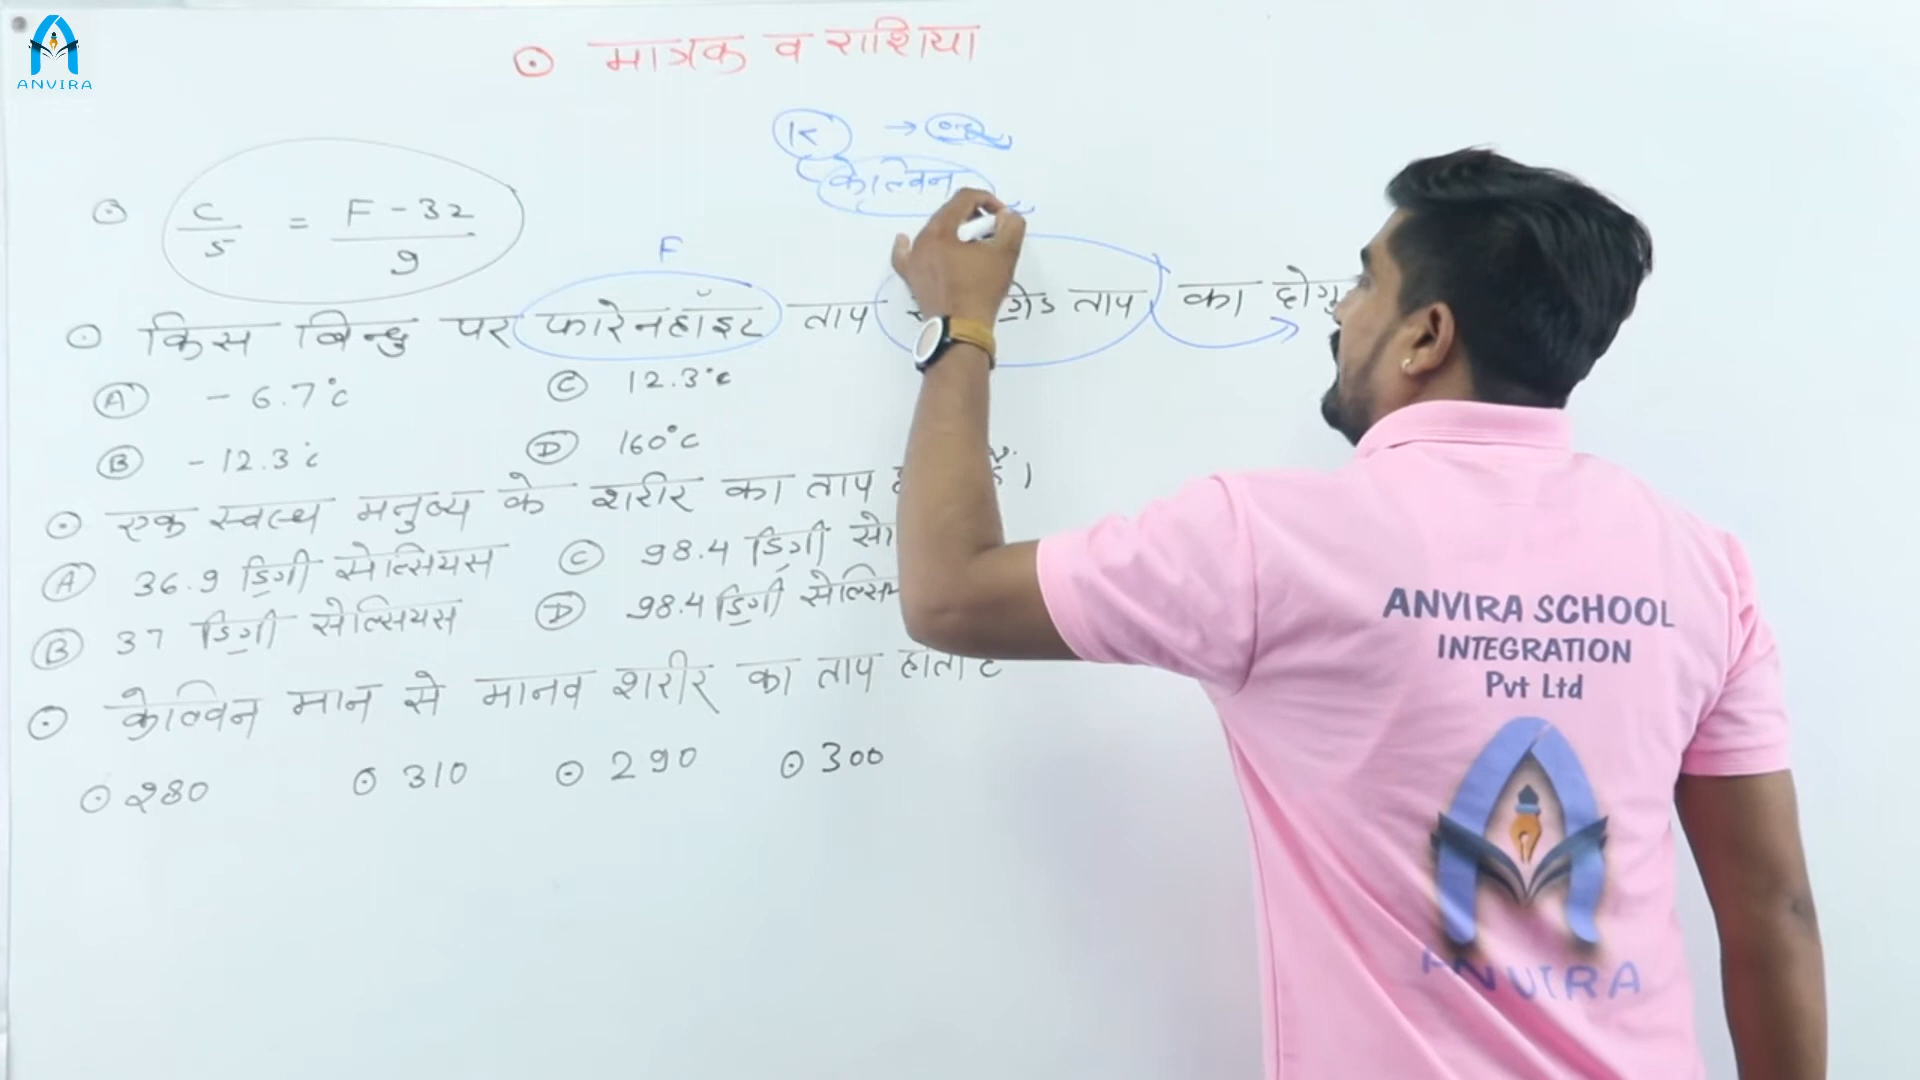 ANVIRA
⊙ मात्रक व राशिया
K →
केल्विन
⊙ C/5 = F-32/9
F
⊙ किस बिन्धु पर फारेनहॉइट ताप ग्रेड ताप का
Ⓐ -6.7°c Ⓒ 12.3°c
Ⓑ -12.3°c Ⓓ 160°c
⊙ एक स्वस्थ मनुष्य के शरीर का ताप है।
Ⓐ 36.9 डिग्री सेल्सियस Ⓒ 98.4 डिग्री
Ⓑ 37 डिग्री सेल्सियस Ⓓ 98.4 डिग्री
⊙ केल्विन मान से मानव शरीर का ताप होता है
⊙ 280 ⊙ 310 ⊙ 290 ⊙ 300
ANVIRA SCHOOL
INTEGRATION
Pvt Ltd
ANVIRA